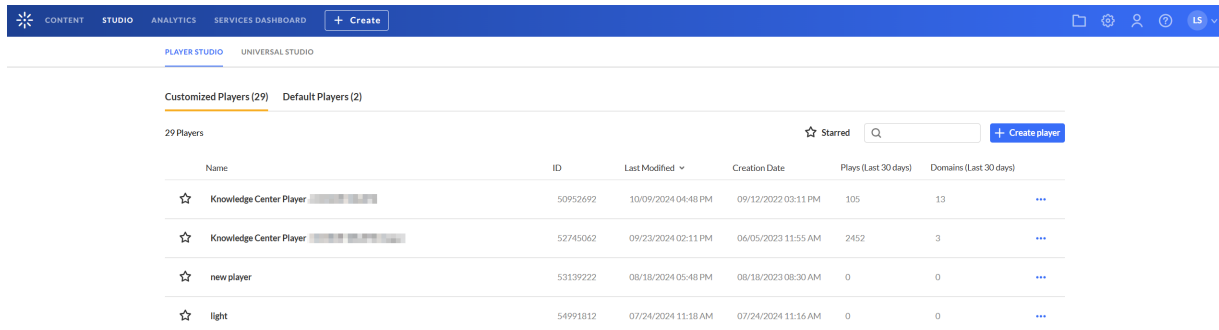 CONTENT STUDIO ANALYTICS SERVICES DASHBOARD + Create LS
PLAYER STUDIO UNIVERSAL STUDIO
Customized Players (29) Default Players (2)
29 Players Starred + Create player
Name ID Last Modified Creation Date Plays (Last 30 days) Domains (Last 30 days)
Knowledge Center Player 50952692 10/09/2024 04:48 PM 09/12/2022 03:11 PM 105 13
Knowledge Center Player 52745062 09/23/2024 02:11 PM 06/05/2023 11:55 AM 2452 3
new player 53139222 08/18/2024 05:48 PM 08/18/2023 08:30 AM 0 0
light 54991812 07/24/2024 11:18 AM 07/24/2024 11:16 AM 0 0